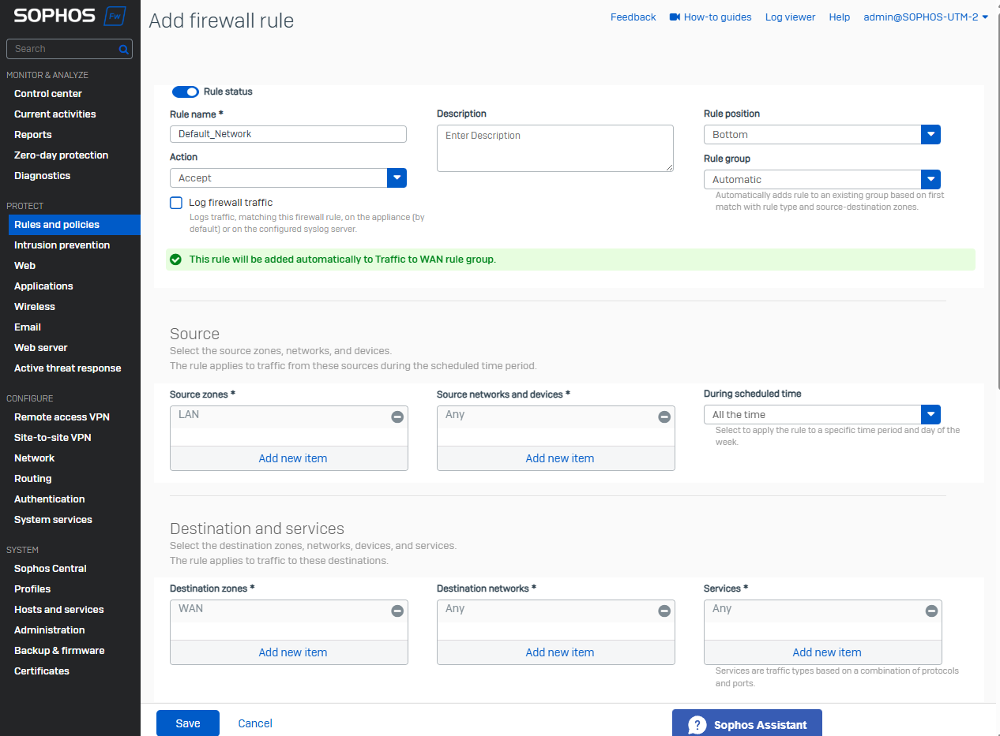 SOPHOS Fw
Search
MONITOR & ANALYZE
Control center
Current activities
Reports
Zero-day protection
Diagnostics
PROTECT
Rules and policies
Intrusion prevention
Web
Applications
Wireless
Email
Web server
Active threat response
CONFIGURE
Remote access VPN
Site-to-site VPN
Network
Routing
Authentication
System services
SYSTEM
Sophos Central
Profiles
Hosts and services
Administration
Backup & firmware
Certificates
Add firewall rule
Feedback How-to guides Log viewer Help admin@SOPHOS-UTM-2
Rule status
Rule name *
Default_Network
Action
Accept
Log firewall traffic
Logs traffic, matching this firewall rule, on the appliance (by
default) or on the configured syslog server.
Description
Enter Description
Rule position
Bottom
Rule group
Automatic
Automatically adds rule to an existing group based on first
match with rule type and source-destination zones.
This rule will be added automatically to Traffic to WAN rule group.
Source
Select the source zones, networks, and devices.
The rule applies to traffic from these sources during the scheduled time period.
Source zones *
LAN
Add new item
Source networks and devices *
Any
Add new item
During scheduled time
All the time
Select to apply the rule to a specific time period and day of the
week.
Destination and services
Select the destination zones, networks, devices, and services.
The rule applies to traffic to these destinations.
Destination zones *
WAN
Add new item
Destination networks *
Any
Add new item
Services *
Any
Add new item
Services are traffic types based on a combination of protocols
and ports.
Save Cancel
? Sophos Assistant